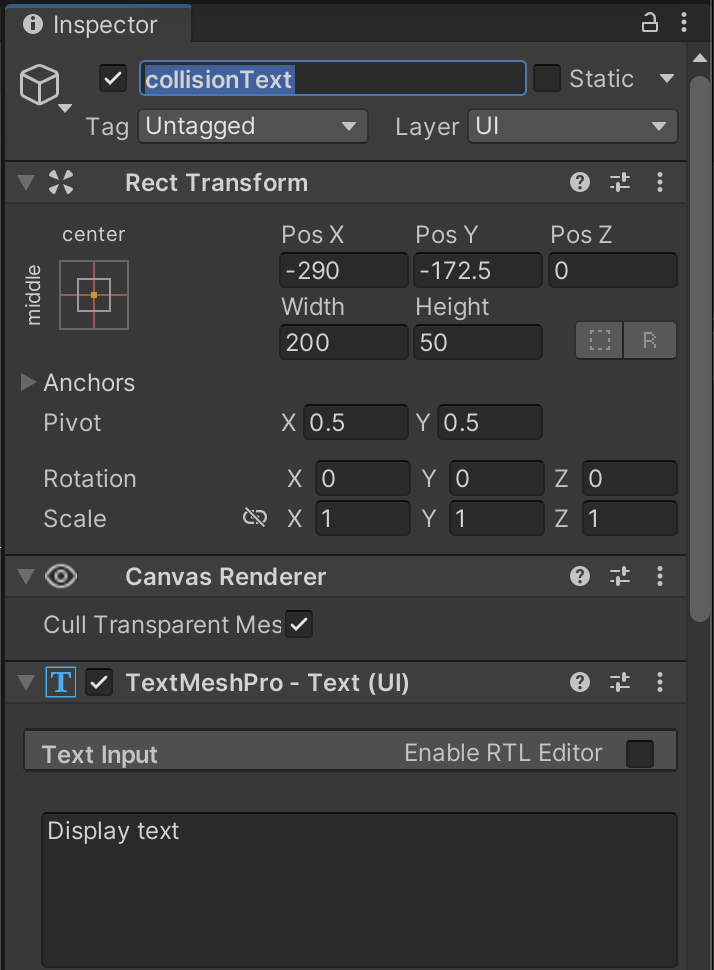 Inspector
collisionText Static
Tag Untagged Layer UI
Rect Transform
center Pos X Pos Y Pos Z
middle -290 -172.5 0
Width Height
200 50 R
Anchors
Pivot X 0.5 Y 0.5
Rotation X 0 Y 0 Z 0
Scale X 1 Y 1 Z 1
Canvas Renderer
Cull Transparent Mes
T TextMeshPro - Text (UI)
Text Input Enable RTL Editor
Display text